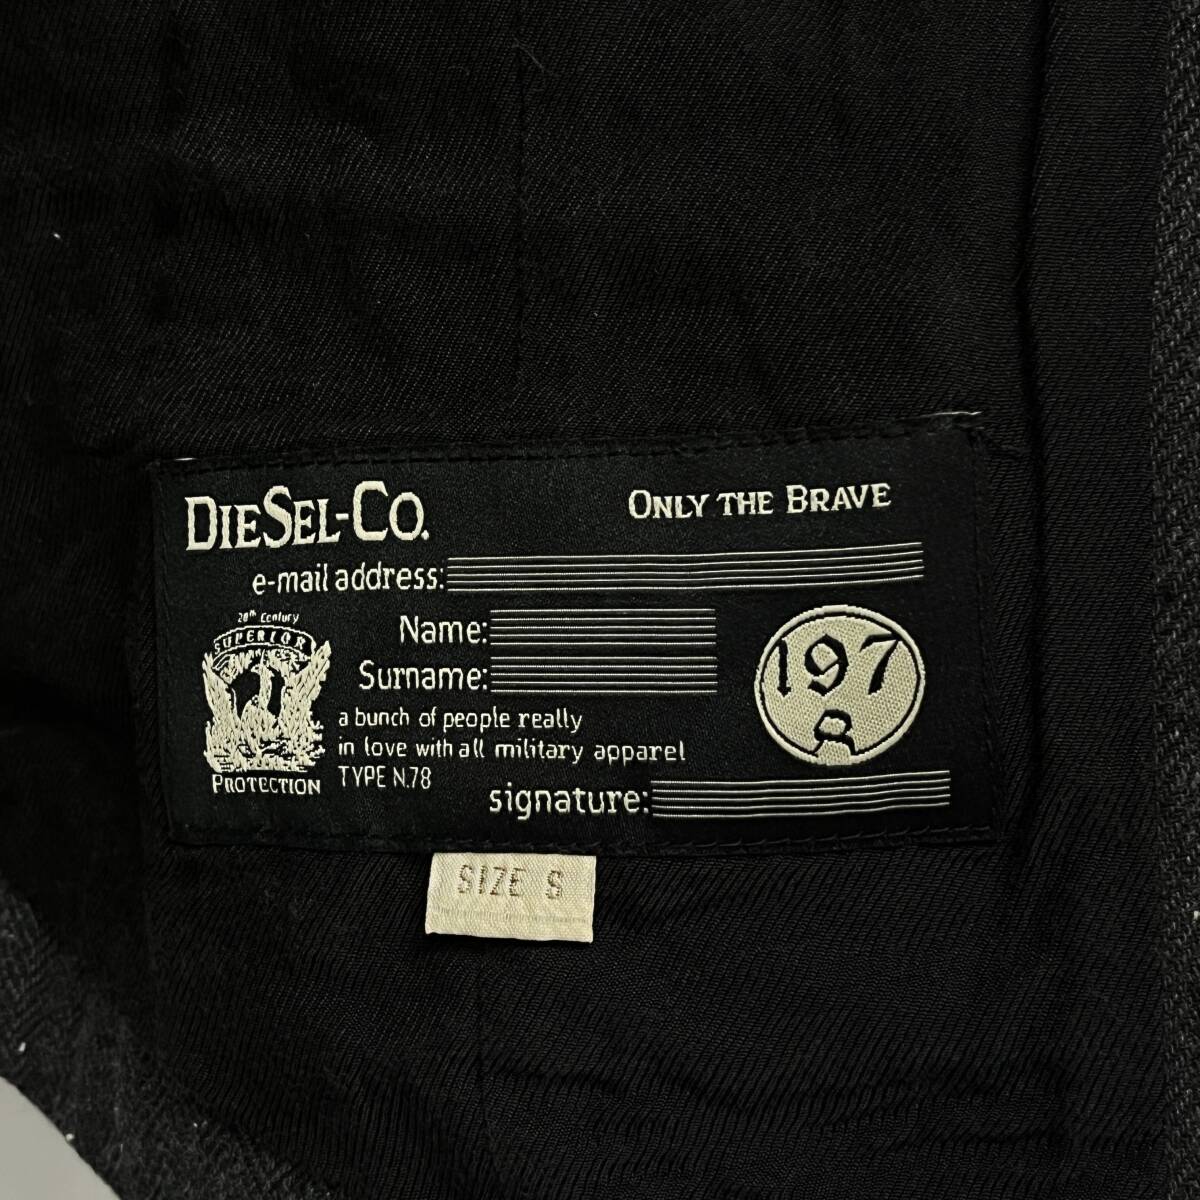 DIESEL-CO.
ONLY THE BRAVE
e-mail address:
20th Century
SUPERIOR
PROTECTION
Name:
Surname:
a bunch of people really
in love with all military apparel
TYPE N.78
197
8
signature:
SIZE S